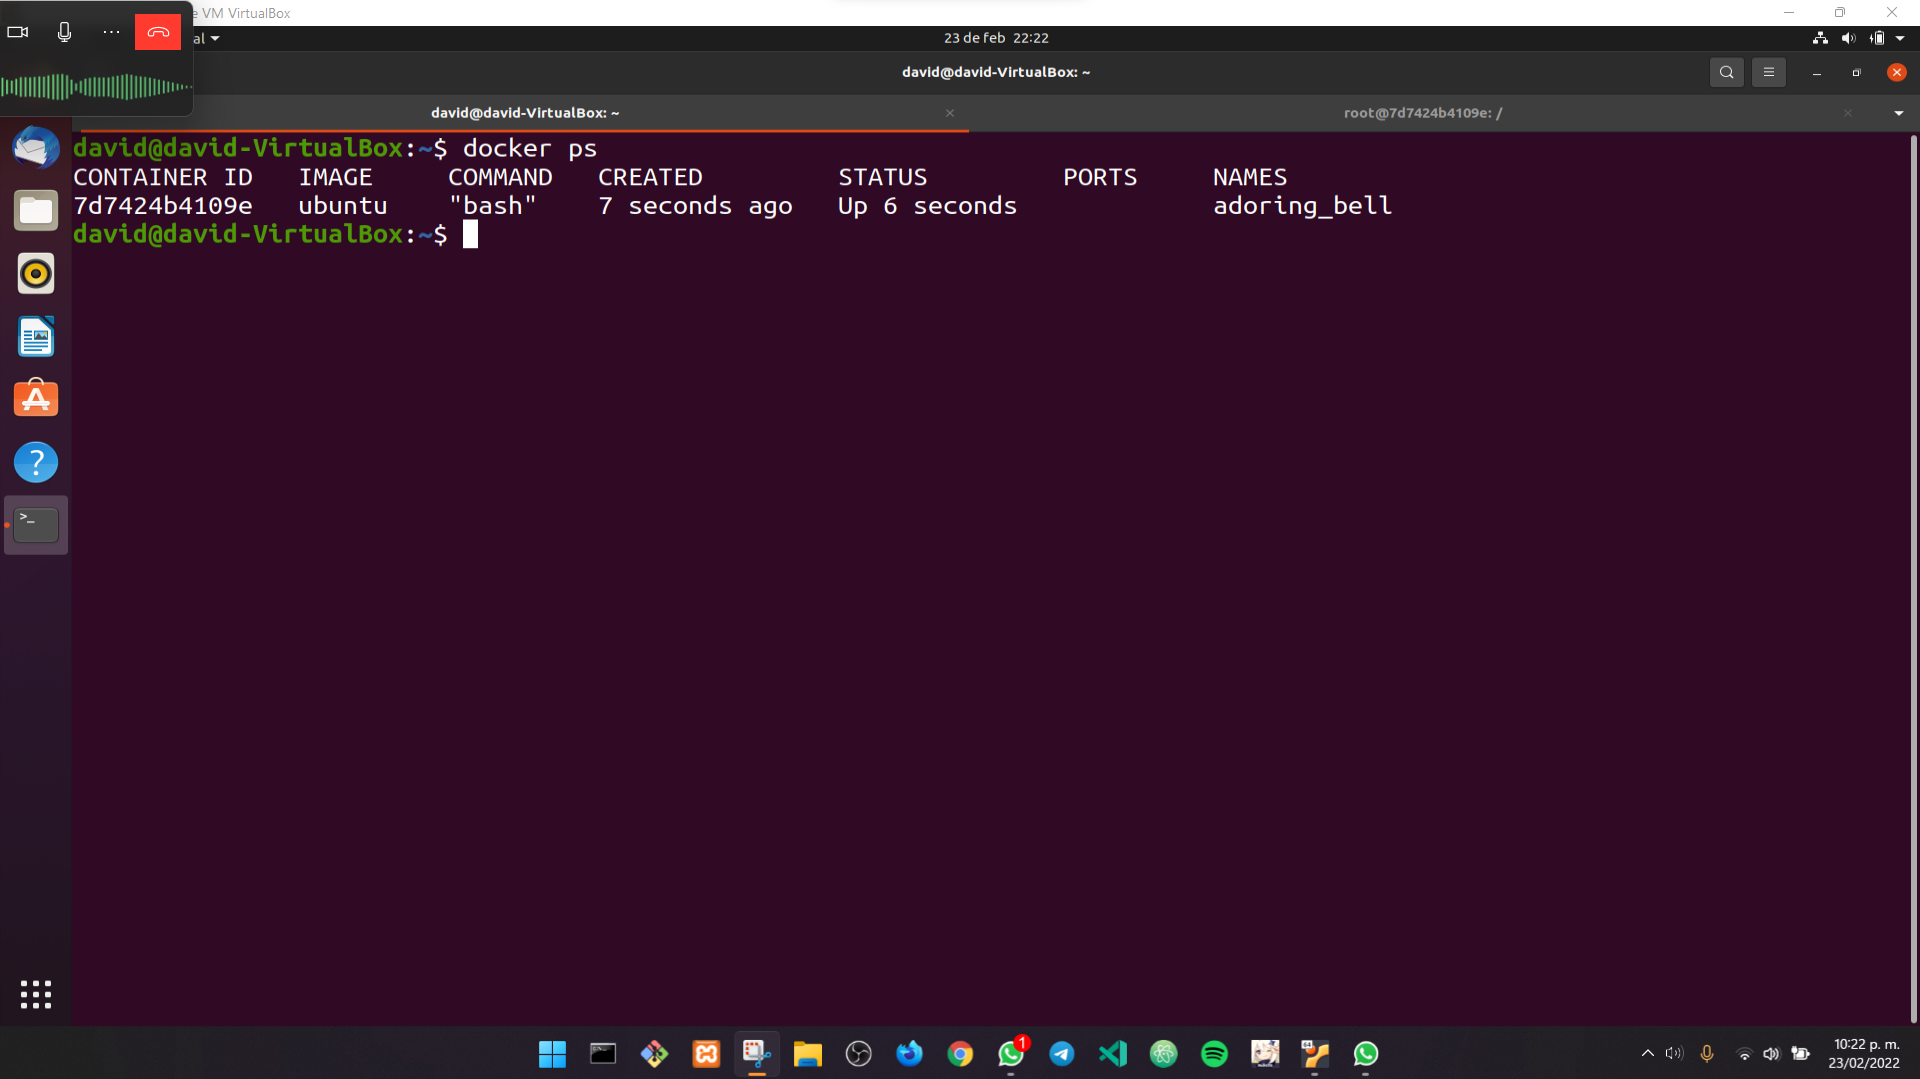 e VM VirtualBox
al
23 de feb 22:22
david@david-VirtualBox: ~
david@david-VirtualBox: ~
root@7d7424b4109e: /
david@david-VirtualBox:~$ docker ps
CONTAINER ID IMAGE COMMAND CREATED STATUS PORTS NAMES
7d7424b4109e ubuntu "bash" 7 seconds ago Up 6 seconds adoring_bell
david@david-VirtualBox:~$
>_
1
64
10:22 p. m.
23/02/2022